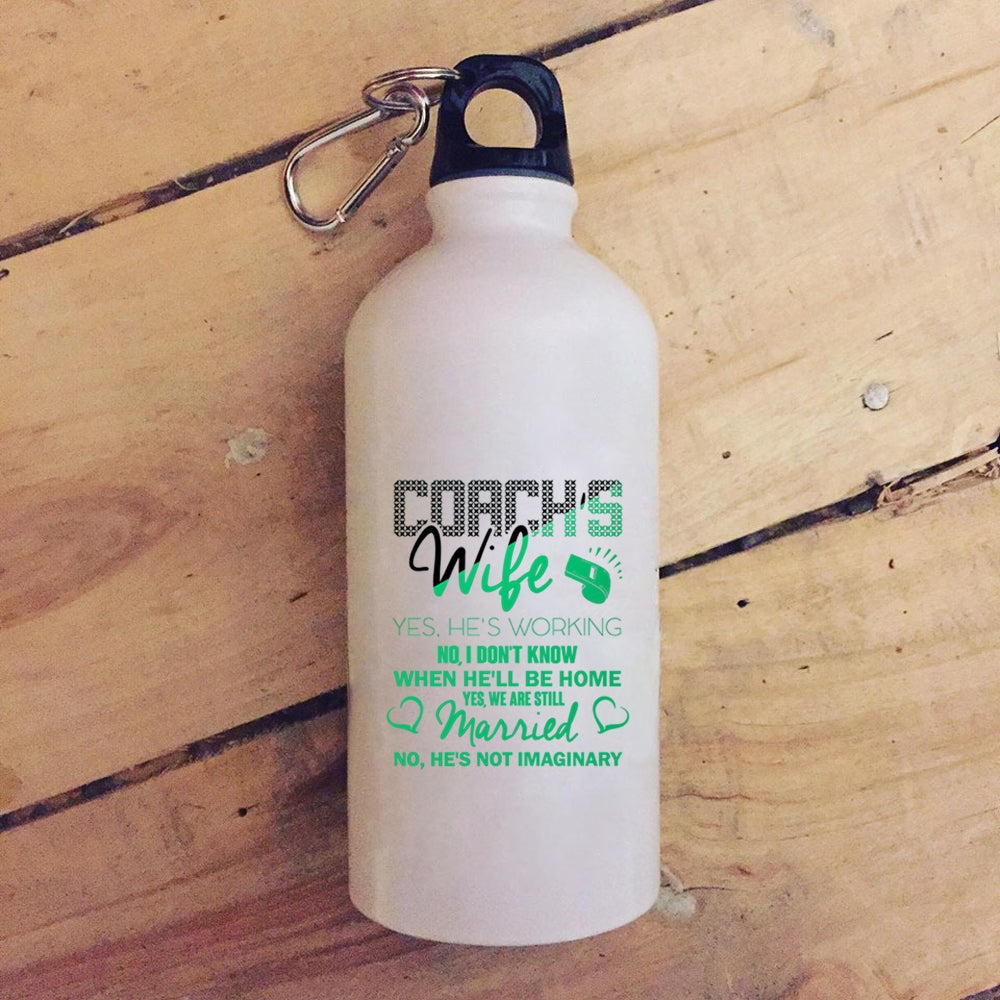 COACH'S
Wife
YES, HE'S WORKING
NO, I DON'T KNOW
WHEN HE'LL BE HOME
YES, WE ARE STILL
Married
NO, HE'S NOT IMAGINARY